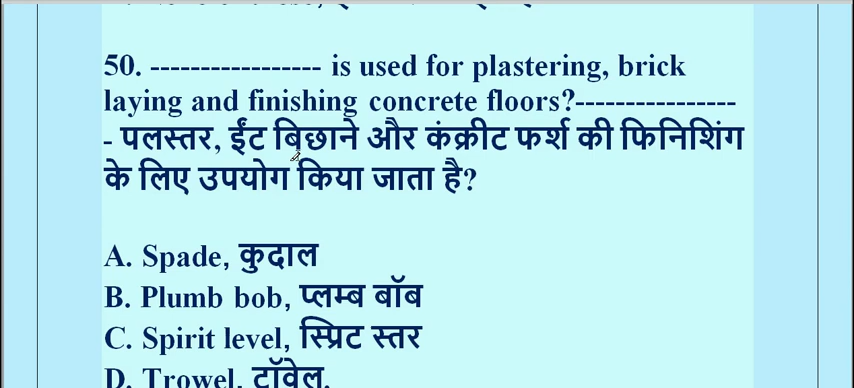 50. ----------------- is used for plastering, brick
laying and finishing concrete floors?----------------
- पलस्तर, ईंट बिछाने और कंक्रीट फर्श की फिनिशिंग
के लिए उपयोग किया जाता है?
A. Spade, कुदाल
B. Plumb bob, प्लम्ब बॉब
C. Spirit level, स्प्रिट स्तर
D. Trowel, टॉवेल.